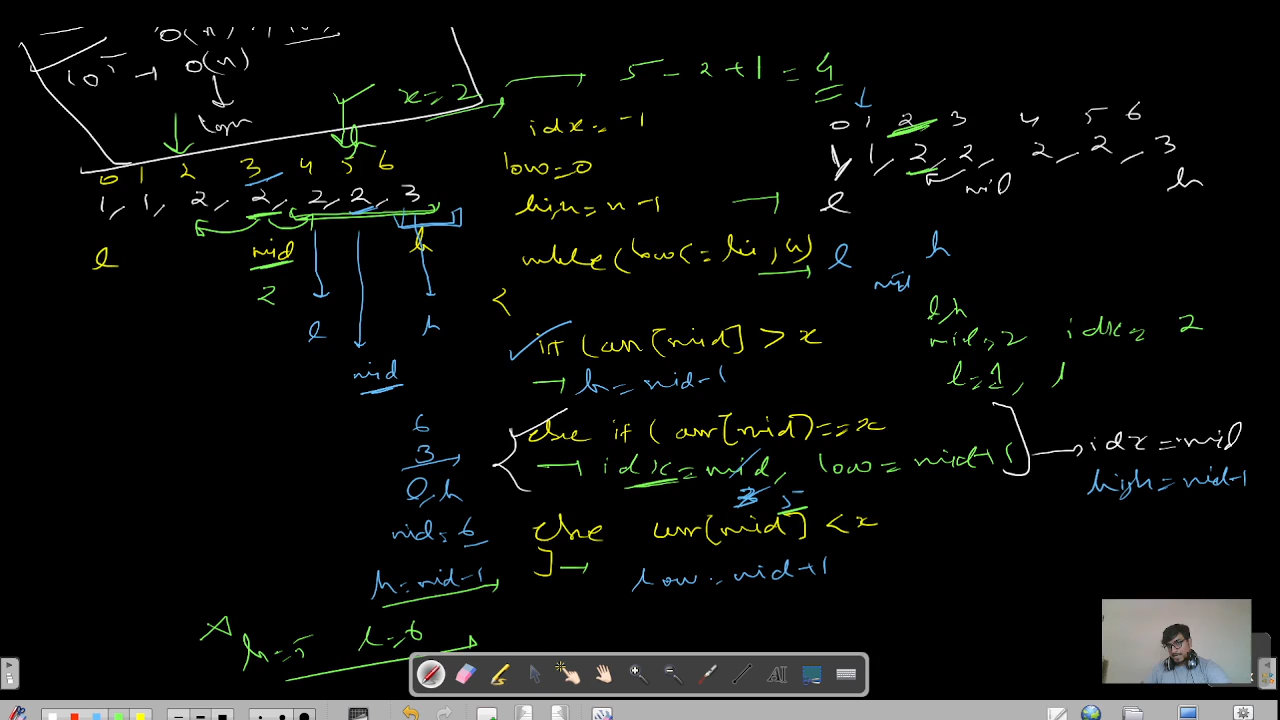 O(n)
10^5 → O(n)
logn
x=2
5 - 2 + 1 = 4
0 1 2 3 4 5 6
1, 1, 2, 2, 2, 2, 3
l mid h
2
l h
mid
6
3
l, h
mid = 6
h = mid-1
h = 5 l = 6
idx = -1
low = 0
high = n-1
while (low <=
if (arr[mid] > x
→ h = mid-1
else if (arr[mid] == x
→ idx = mid, low = mid+1
3 5
else arr[mid] < x
] → low = mid+1
0 1 2 3 4 5 6
1, 1, 2, 2, 2, 2, 3
l mid h
l h
mid
l, h
mid = 2 idx = 2
l = 1,
→ idx = mid
high = mid-1